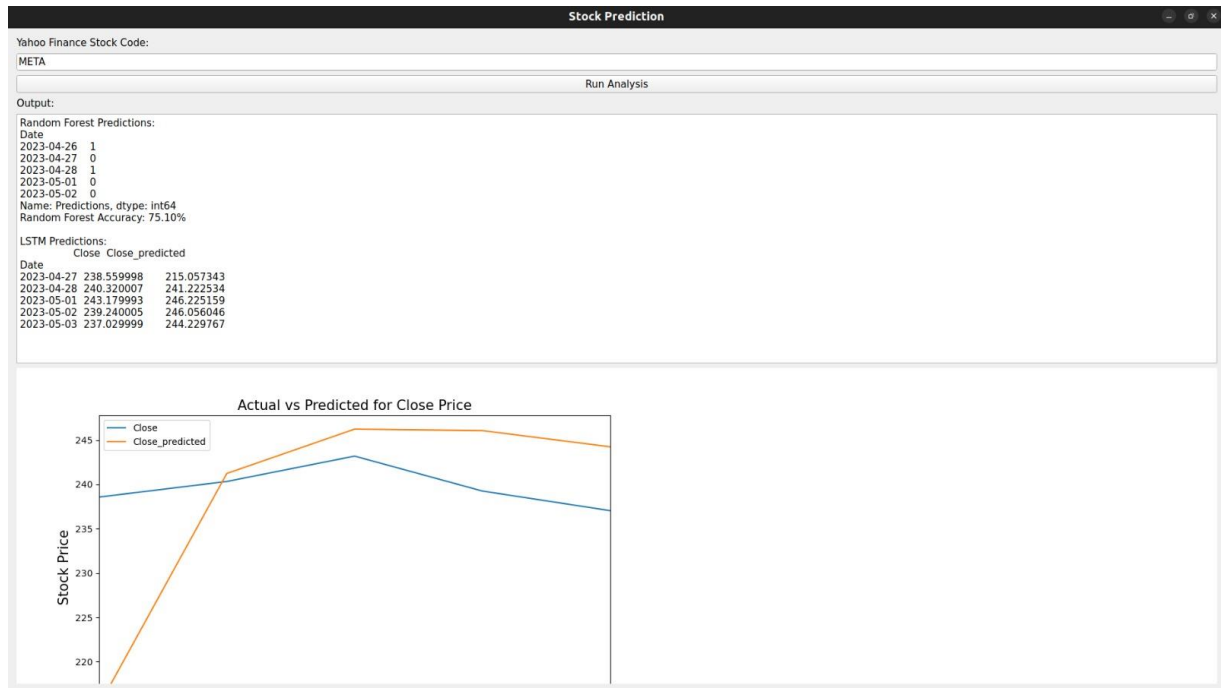 Stock Prediction
Yahoo Finance Stock Code:
META
Run Analysis
Output:
Random Forest Predictions:
Date
2023-04-26 1
2023-04-27 0
2023-04-28 1
2023-05-01 0
2023-05-02 0
Name: Predictions, dtype: int64
Random Forest Accuracy: 75.10%
LSTM Predictions:
Close Close_predicted
Date
2023-04-27 238.559998 215.057343
2023-04-28 240.320007 241.222534
2023-05-01 243.179993 246.225159
2023-05-02 239.240005 246.056046
2023-05-03 237.029999 244.229767
Actual vs Predicted for Close Price
Close
Close_predicted
245
240
235
230
225
220
Stock Price